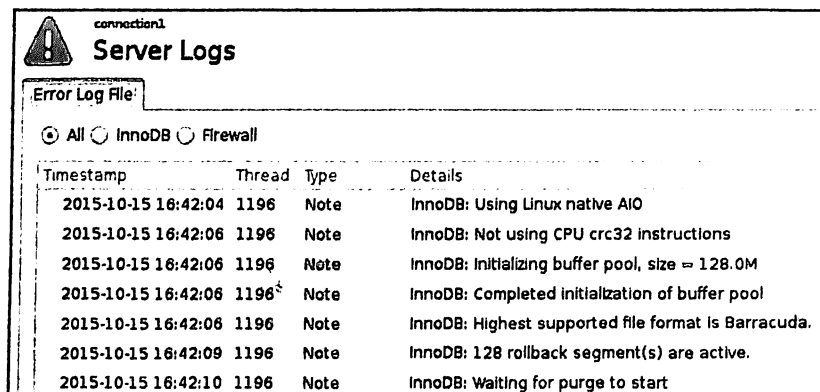 connection1
Server Logs
Error Log File
All InnoDB Firewall
Timestamp Thread Type Details
2015-10-15 16:42:04 1196 Note InnoDB: Using Linux native AIO
2015-10-15 16:42:06 1196 Note InnoDB: Not using CPU crc32 instructions
2015-10-15 16:42:06 1196 Note InnoDB: Initializing buffer pool, size = 128.0M
2015-10-15 16:42:06 1196 Note InnoDB: Completed initialization of buffer pool
2015-10-15 16:42:06 1196 Note InnoDB: Highest supported file format is Barracuda.
2015-10-15 16:42:09 1196 Note InnoDB: 128 rollback segment(s) are active.
2015-10-15 16:42:10 1196 Note InnoDB: Waiting for purge to start